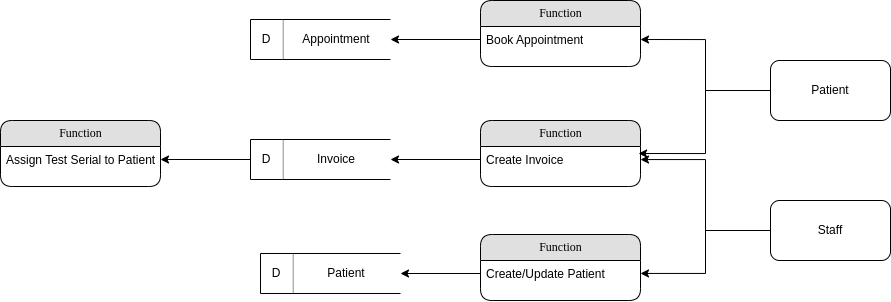 Function
D
Appointment
Book Appointment
Patient
Function
Function
Assign Test Serial to Patient
D
Invoice
Create Invoice
Staff
Function
D
Patient
Create/Update Patient